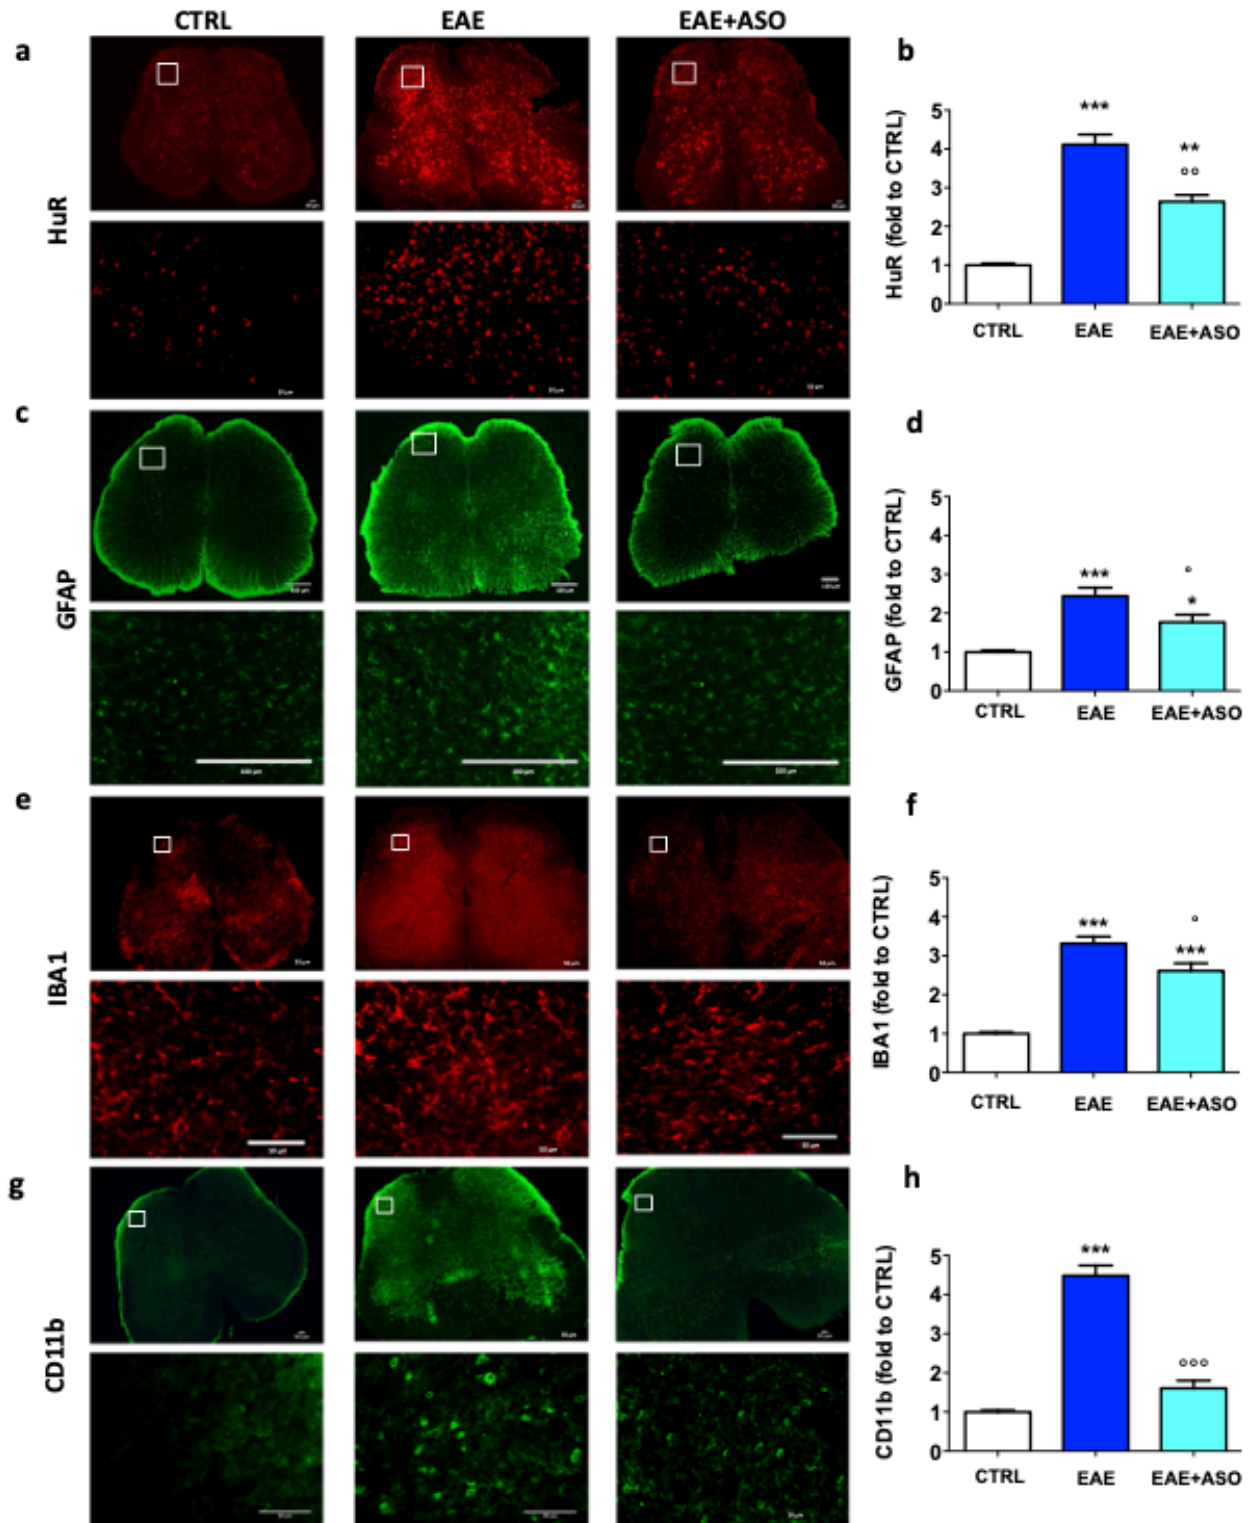 CTRL EAE EAE+ASO
a
HuR
b
5
4
3
2
1
0
HuR (fold to CTRL)
***
**
°°
CTRL EAE EAE+ASO
c
GFAP
d
5
4
3
2
1
0
GFAP (fold to CTRL)
***
°
*
CTRL EAE EAE+ASO
e
IBA1
f
5
4
3
2
1
0
IBA1 (fold to CTRL)
***
°
***
CTRL EAE EAE+ASO
g
CD11b
h
5
4
3
2
1
0
CD11b (fold to CTRL)
***
°°°
CTRL EAE EAE+ASO